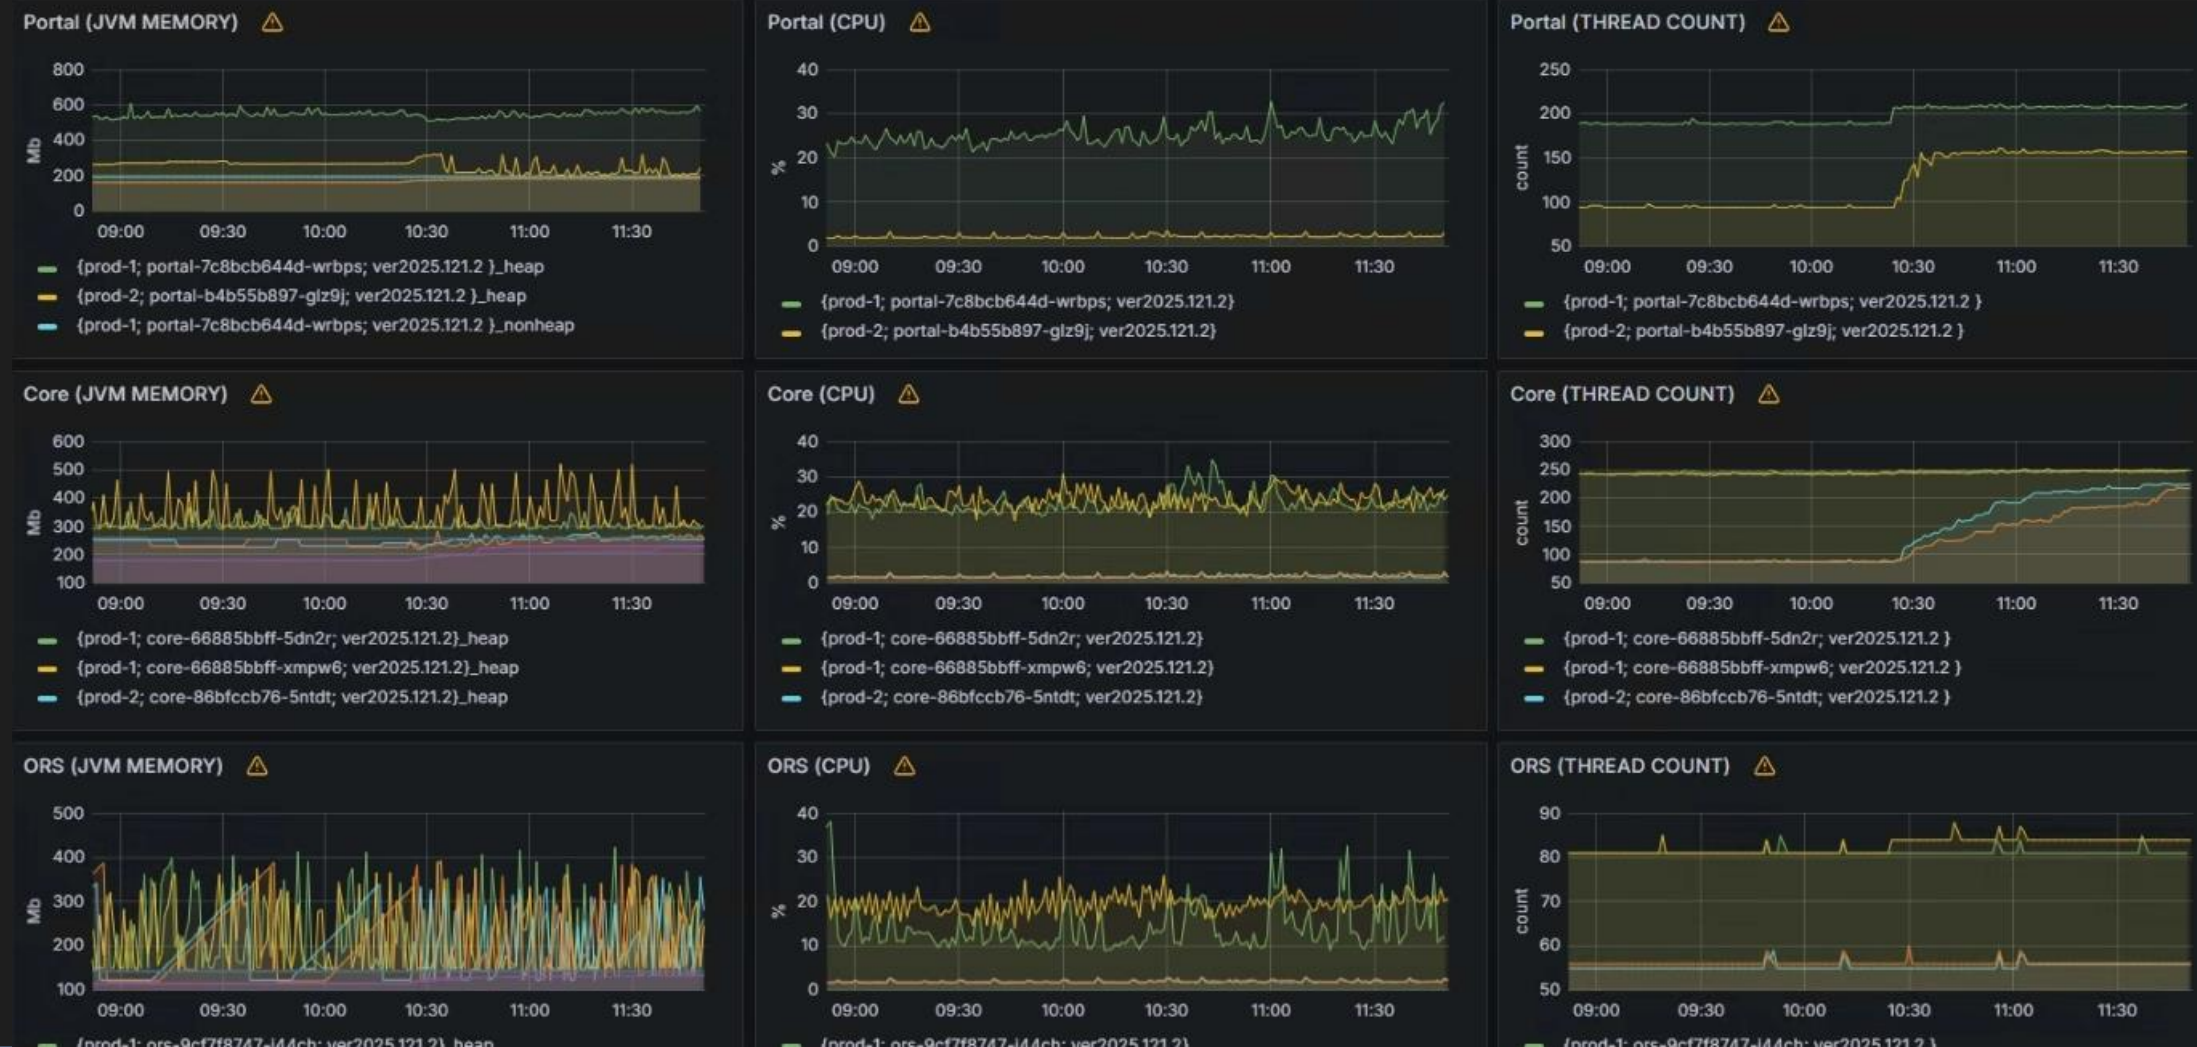 Portal (JVM MEMORY)
800
600
400
200
0
Mb
09:00 09:30 10:00 10:30 11:00 11:30
{prod-1; portal-7c8bcb644d-wrbps; ver2025.121.2 }_heap
{prod-2; portal-b4b55b897-glz9j; ver2025.121.2 }_heap
{prod-1; portal-7c8bcb644d-wrbps; ver2025.121.2 }_nonheap
Portal (CPU)
40
30
20
10
0
%
09:00 09:30 10:00 10:30 11:00 11:30
{prod-1; portal-7c8bcb644d-wrbps; ver2025.121.2}
{prod-2; portal-b4b55b897-glz9j; ver2025.121.2}
Portal (THREAD COUNT)
250
200
150
100
50
count
09:00 09:30 10:00 10:30 11:00 11:30
{prod-1; portal-7c8bcb644d-wrbps; ver2025.121.2 }
{prod-2; portal-b4b55b897-glz9j; ver2025.121.2 }
Core (JVM MEMORY)
600
500
400
300
200
100
Mb
09:00 09:30 10:00 10:30 11:00 11:30
{prod-1; core-66885bbff-5dn2r; ver2025.121.2}_heap
{prod-1; core-66885bbff-xmpw6; ver2025.121.2}_heap
{prod-2; core-86bfccb76-5ntdt; ver2025.121.2}_heap
Core (CPU)
40
30
20
10
0
%
09:00 09:30 10:00 10:30 11:00 11:30
{prod-1; core-66885bbff-5dn2r; ver2025.121.2}
{prod-1; core-66885bbff-xmpw6; ver2025.121.2}
{prod-2; core-86bfccb76-5ntdt; ver2025.121.2}
Core (THREAD COUNT)
300
250
200
150
100
50
count
09:00 09:30 10:00 10:30 11:00 11:30
{prod-1; core-66885bbff-5dn2r; ver2025.121.2 }
{prod-1; core-66885bbff-xmpw6; ver2025.121.2 }
{prod-2; core-86bfccb76-5ntdt; ver2025.121.2 }
ORS (JVM MEMORY)
500
400
300
200
100
Mb
09:00 09:30 10:00 10:30 11:00 11:30
{prod-1; ver2025.121.2}_heap
ORS (CPU)
40
30
20
10
0
%
09:00 09:30 10:00 10:30 11:00 11:30
{prod-1; ver2025.121.2}
ORS (THREAD COUNT)
90
80
70
60
50
count
09:00 09:30 10:00 10:30 11:00 11:30
{prod-1; ver2025.121.2 }